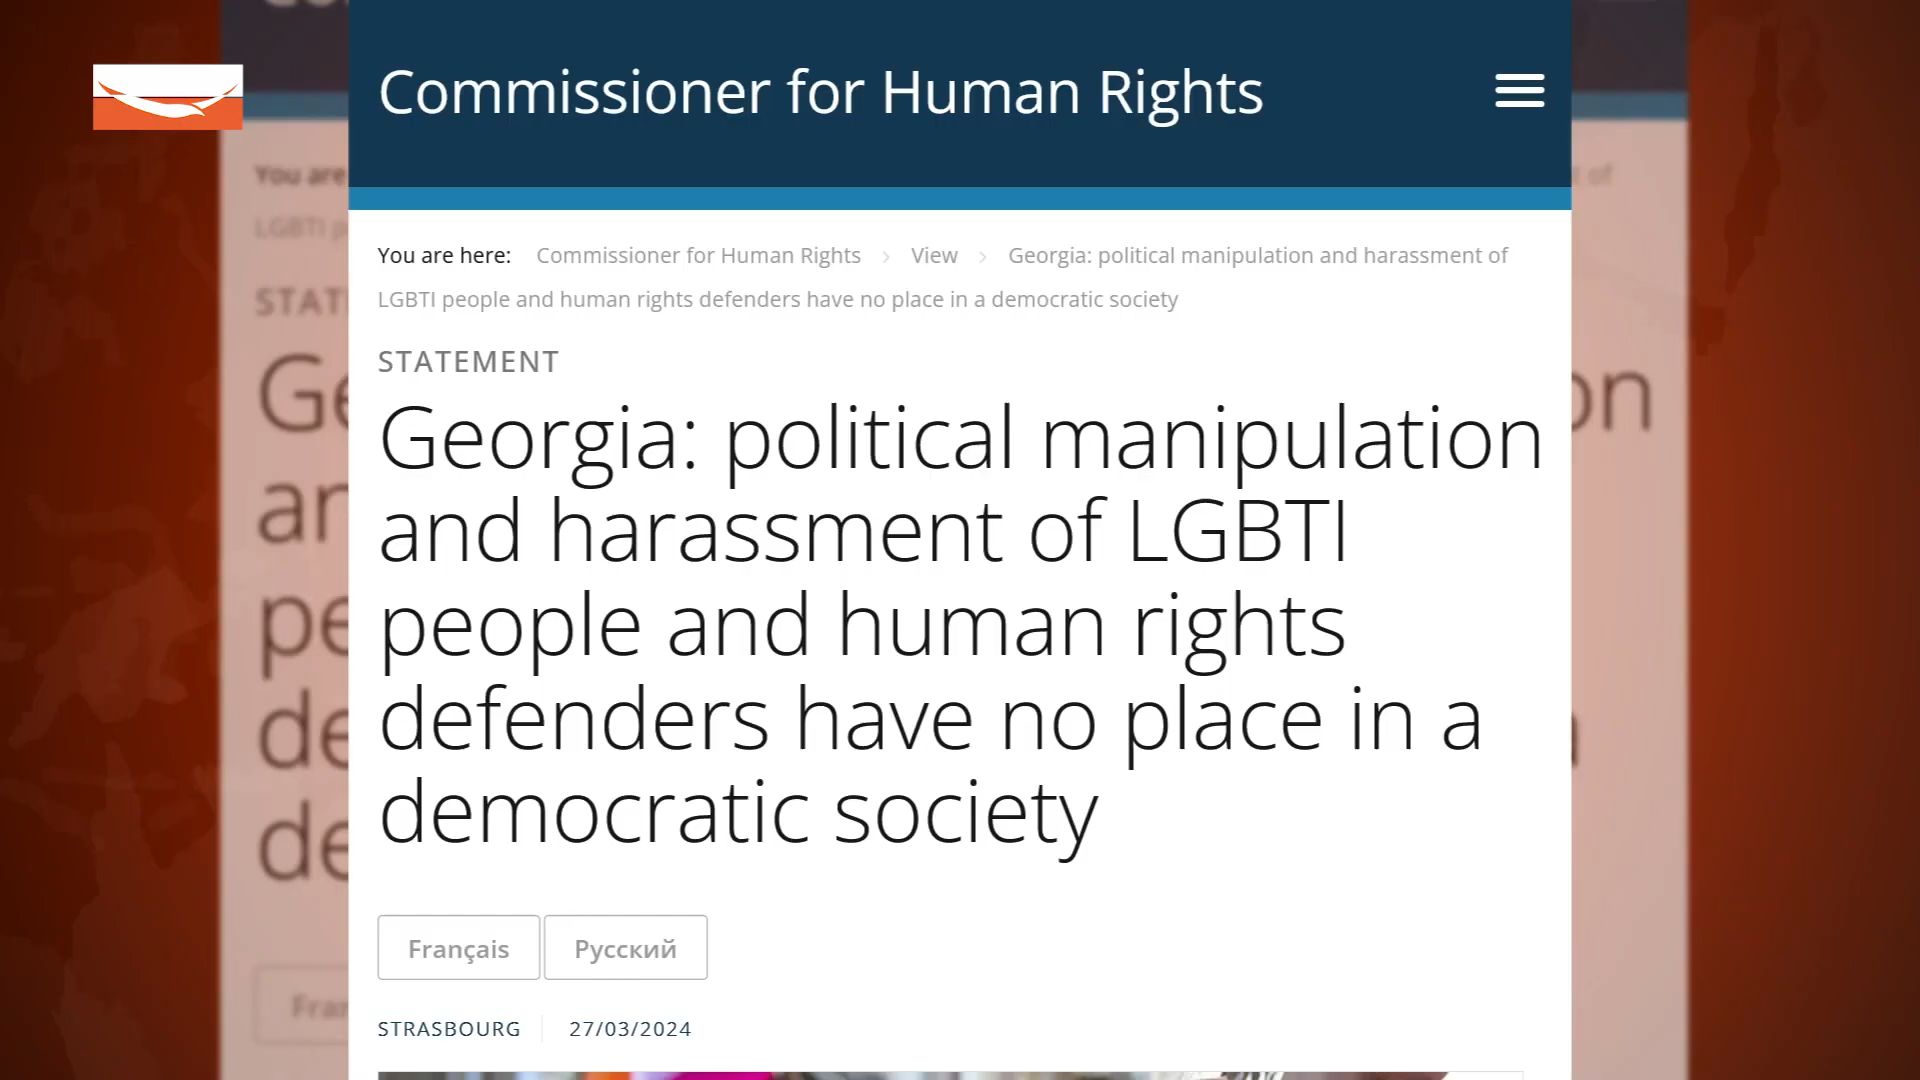 Commissioner for Human Rights
You are here: Commissioner for Human Rights > View > Georgia: political manipulation and harassment of
LGBTI people and human rights defenders have no place in a democratic society
STATEMENT
Georgia: political manipulation
and harassment of LGBTI
people and human rights
defenders have no place in a
democratic society
Français Русский
STRASBOURG 27/03/2024